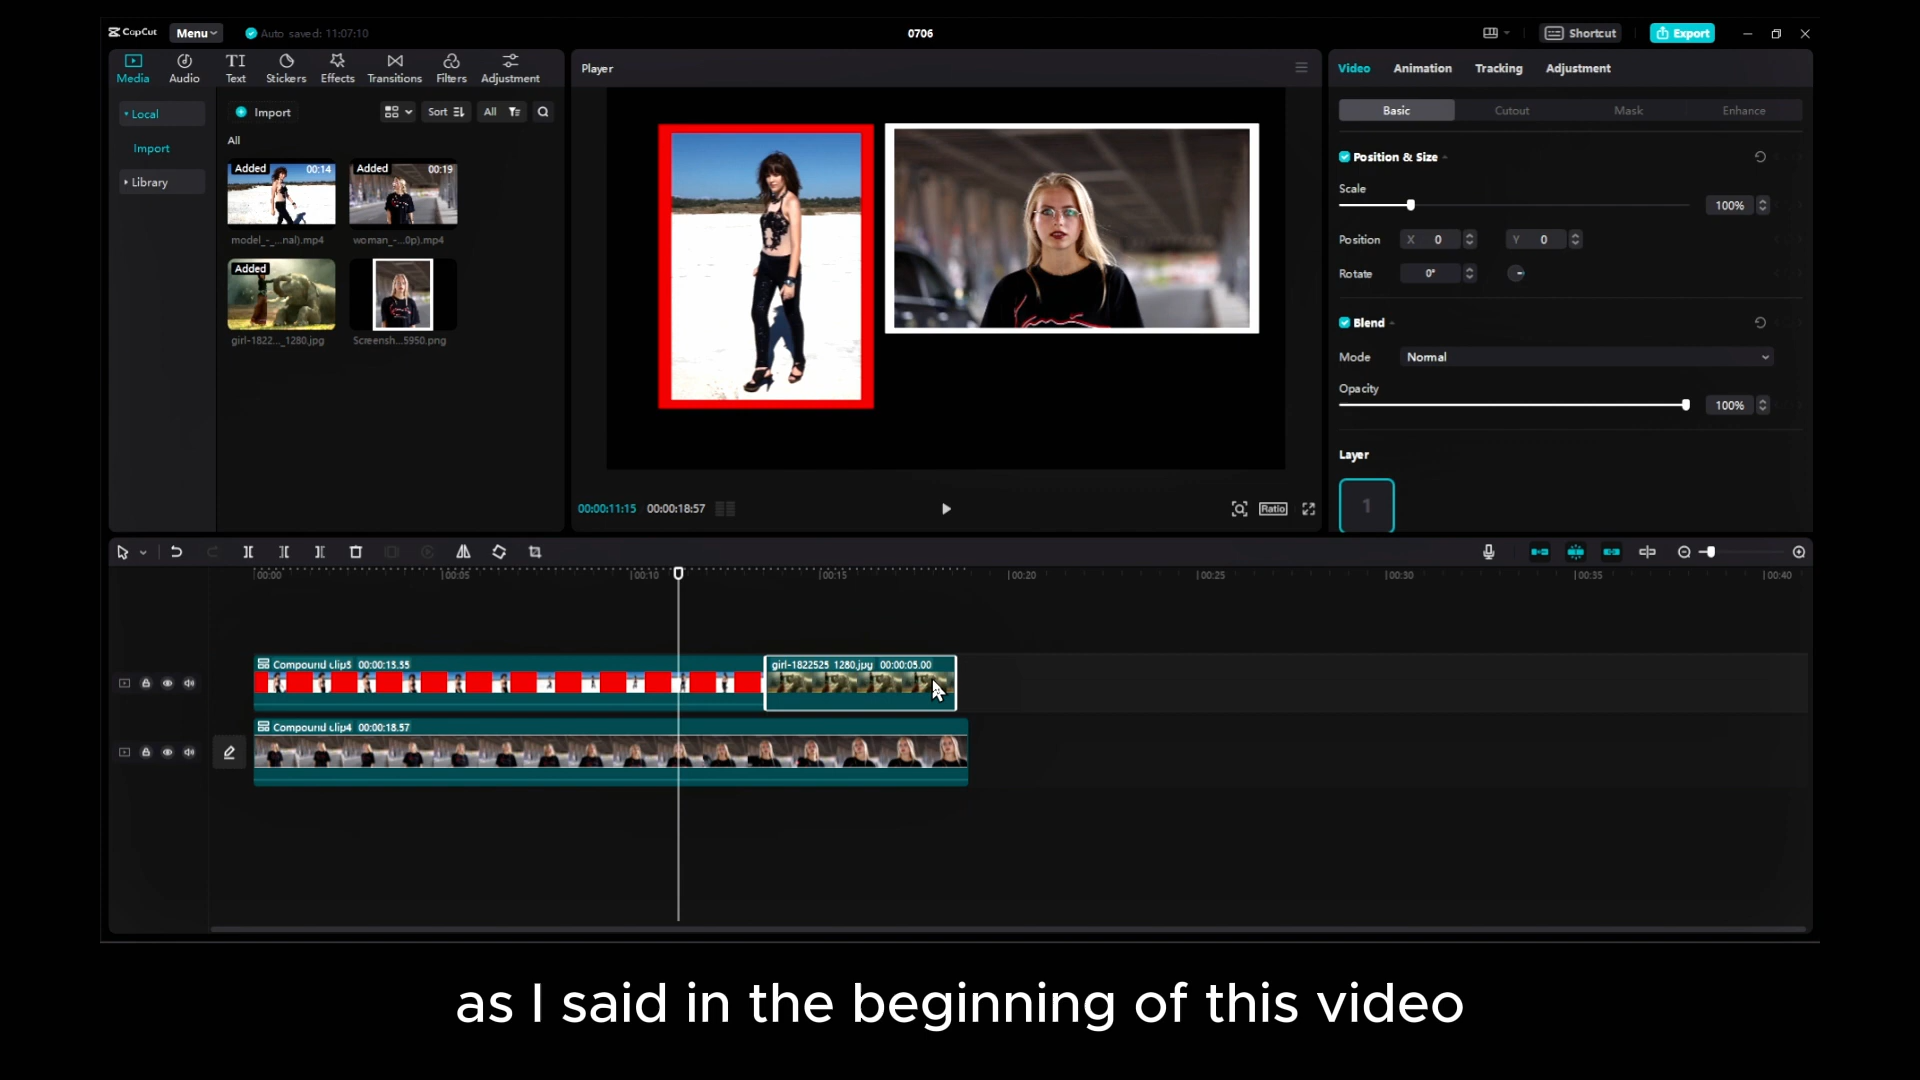 CapCut
Menu
Auto saved: 11:07:10
0706
Shortcut
Export
Media
Audio
Text
Stickers
Effects
Transitions
Filters
Adjustment
Player
Video
Animation
Tracking
Adjustment
Local
Import
Library
Import
Sort
All
All
Added 00:14
Added 00:19
model_-_...nal).mp4
woman_-...0p).mp4
Added
girl-1822..._1280.jpg
Screensh...5950.png
Basic
Cutout
Mask
Enhance
Position & Size
Scale
100%
Position
X 0
Y 0
Rotate
0°
Blend
Mode
Normal
Opacity
100%
Layer
1
00:00:11:15
00:00:18:57
Ratio
00:00
00:05
00:10
00:15
00:20
00:25
00:30
00:35
00:40
Compound clip5 00:00:13.55
girl-1822525_1280.jpg 00:00:05.00
Compound clip4 00:00:18.57
as I said in the beginning of this video